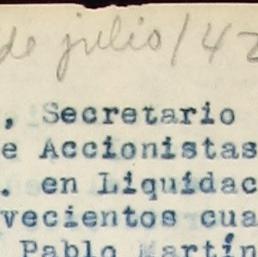 de julio/42
, Secretario
e Accionistas
. en Liquidac
vecientos cua
Pablo Martín